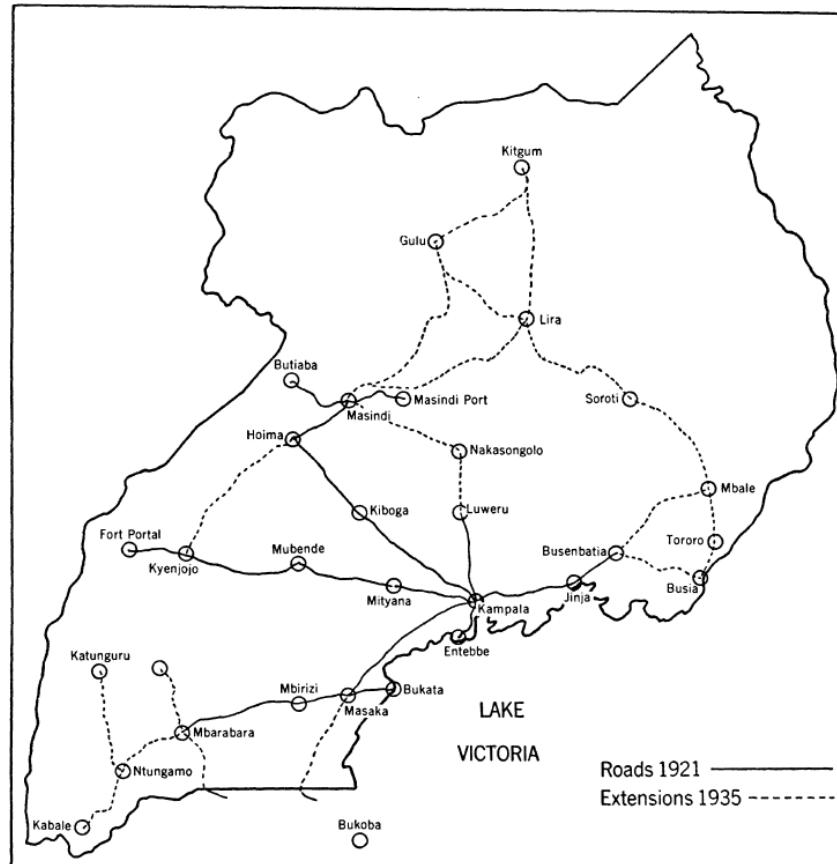 Kitgum
Gulu
Lira
Butiaba
Masindi Port
Masindi
Soroti
Hoima
Nakasongolo
Mbale
Kiboga
Luweru
Fort Portal
Kyenjojo
Mubende
Busenbatia
Tororo
Mityana
Kampala
Jinja
Busia
Entebbe
Katunguru
Mbirizi
Masaka
Bukata
Mbarabara
LAKE
VICTORIA
Ntungamo
Roads 1921
Extensions 1935
Kabale
Bukoba